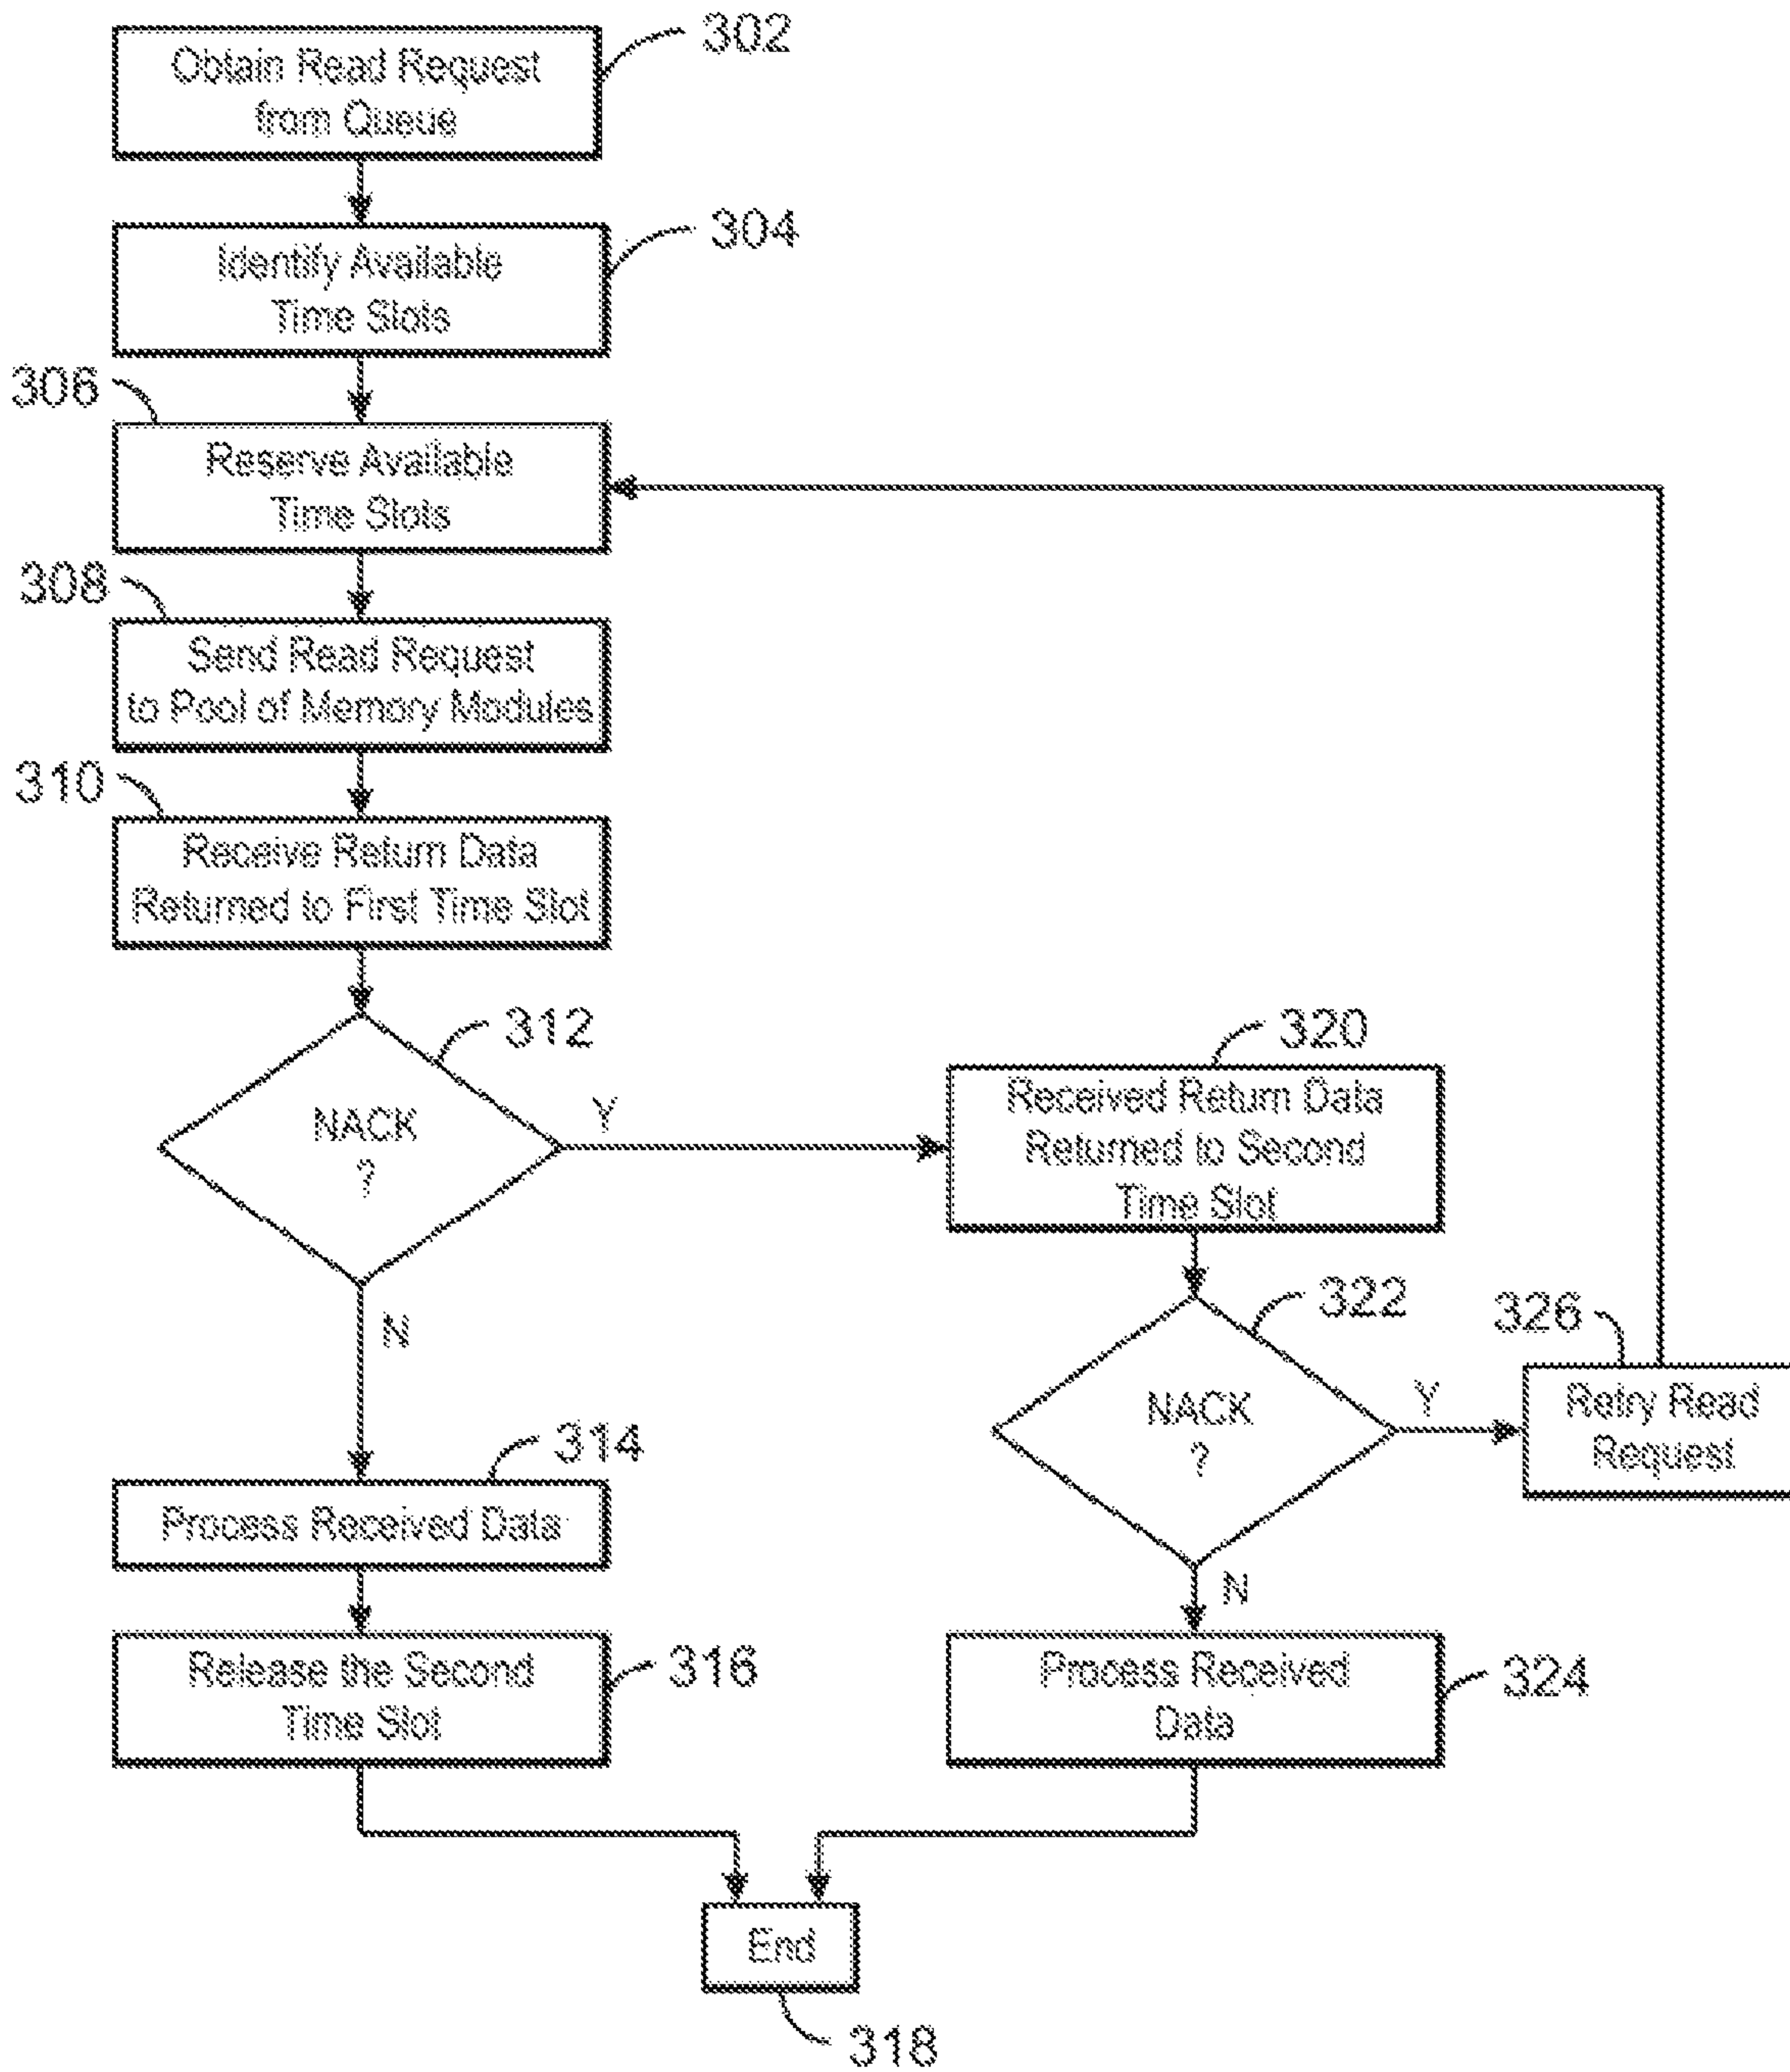 302
Obtain Read Request
from Queue
304
Identify Available
Time Slots
306
Reserve Available
Time Slots
308
Send Read Request
to Pool of Memory Modules
310
Receive Return Data
Returned to First Time Slot
312
NACK
?
Y
N
320
Received Return Data
Returned to Second
Time Slot
322
NACK
?
Y
N
326
Retry Read
Request
314
Process Received Data
316
Release the Second
Time Slot
324
Process Received
Data
End
318